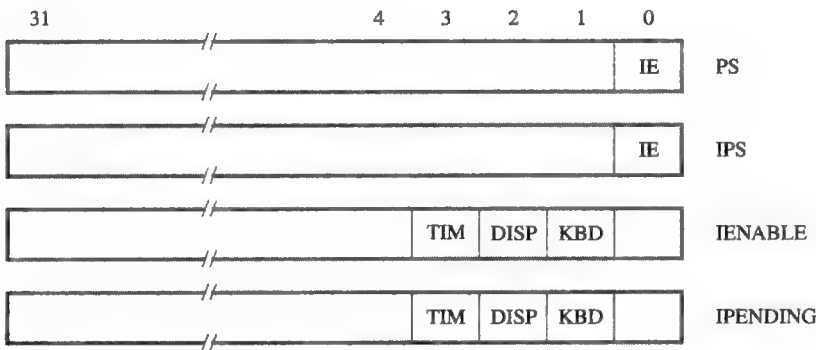 31 4 3 2 1 0
IE PS
IE IPS
TIM DISP KBD IENABLE
TIM DISP KBD IPENDING